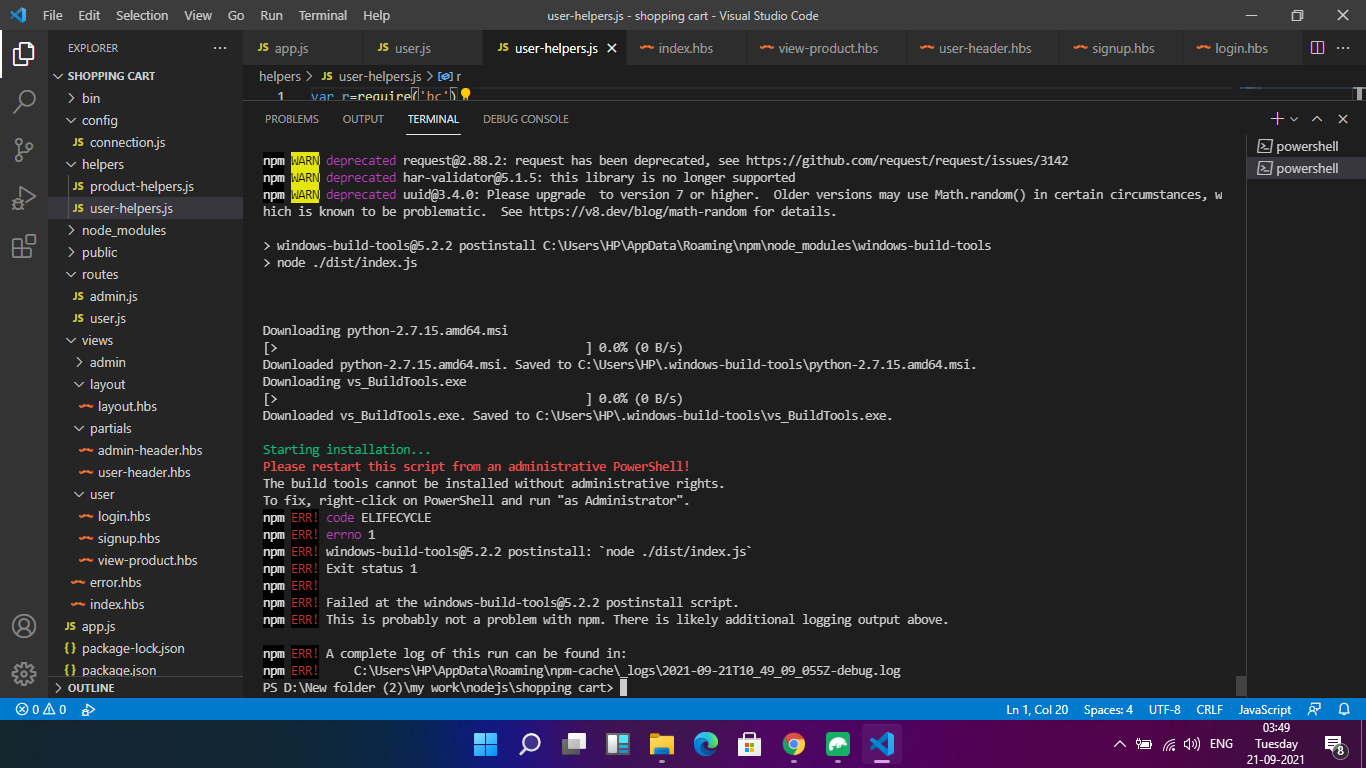 File Edit Selection View Go Run Terminal Help
user-helpers.js - shopping cart - Visual Studio Code
EXPLORER
SHOPPING CART
bin
config
JS connection.js
helpers
JS product-helpers.js
JS user-helpers.js
node_modules
public
routes
JS admin.js
JS user.js
views
admin
layout
layout.hbs
partials
admin-header.hbs
user-header.hbs
user
login.hbs
signup.hbs
view-product.hbs
error.hbs
index.hbs
JS app.js
{} package-lock.json
{} package.json
OUTLINE
JS app.js JS user.js JS user-helpers.js index.hbs view-product.hbs user-header.hbs signup.hbs login.hbs
helpers > JS user-helpers.js > r
1 var r=require('bc')
PROBLEMS OUTPUT TERMINAL DEBUG CONSOLE
powershell
powershell
npm WARN deprecated request@2.88.2: request has been deprecated, see https://github.com/request/request/issues/3142
npm WARN deprecated har-validator@5.1.5: this library is no longer supported
npm WARN deprecated uuid@3.4.0: Please upgrade  to version 7 or higher.  Older versions may use Math.random() in certain circumstances, w
hich is known to be problematic.  See https://v8.dev/blog/math-random for details.
> windows-build-tools@5.2.2 postinstall C:\Users\HP\AppData\Roaming\npm\node_modules\windows-build-tools
> node ./dist/index.js
Downloading python-2.7.15.amd64.msi
[> ] 0.0% (0 B/s)
Downloaded python-2.7.15.amd64.msi. Saved to C:\Users\HP\.windows-build-tools\python-2.7.15.amd64.msi.
Downloading vs_BuildTools.exe
[> ] 0.0% (0 B/s)
Downloaded vs_BuildTools.exe. Saved to C:\Users\HP\.windows-build-tools\vs_BuildTools.exe.
Starting installation...
Please restart this script from an administrative PowerShell!
The build tools cannot be installed without administrative rights.
To fix, right-click on PowerShell and run "as Administrator".
npm ERR! code ELIFECYCLE
npm ERR! errno 1
npm ERR! windows-build-tools@5.2.2 postinstall: `node ./dist/index.js`
npm ERR! Exit status 1
npm ERR!
npm ERR! Failed at the windows-build-tools@5.2.2 postinstall script.
npm ERR! This is probably not a problem with npm. There is likely additional logging output above.
npm ERR! A complete log of this run can be found in:
npm ERR!     C:\Users\HP\AppData\Roaming\npm-cache\_logs\2021-09-21T10_49_09_055Z-debug.log
PS D:\New folder (2)\my work\nodejs\shopping cart>
0 0 Ln 1, Col 20 Spaces: 4 UTF-8 CRLF JavaScript
ENG
03:49
Tuesday
21-09-2021
8